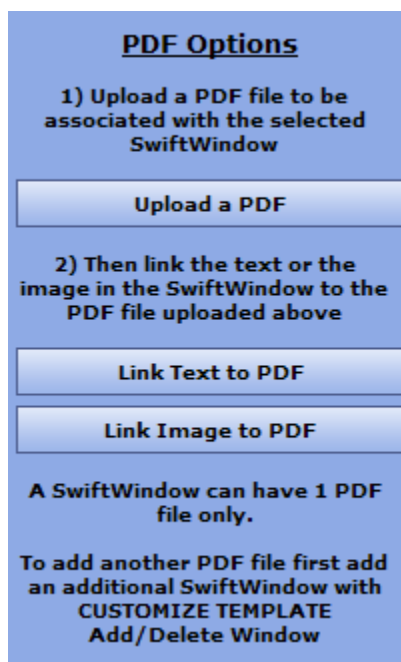 PDF Options
1) Upload a PDF file to be
associated with the selected
SwiftWindow
Upload a PDF
2) Then link the text or the
image in the SwiftWindow to the
PDF file uploaded above
Link Text to PDF
Link Image to PDF
A SwiftWindow can have 1 PDF
file only.
To add another PDF file first add
an additional SwiftWindow with
CUSTOMIZE TEMPLATE
Add/Delete Window